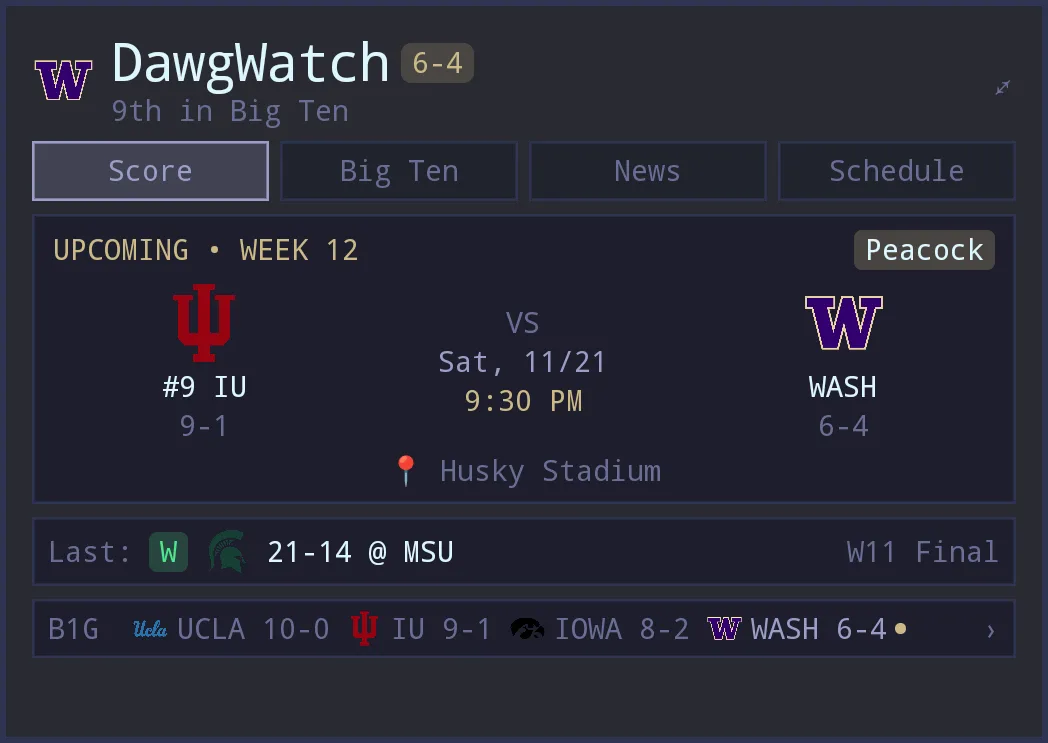 W DawgWatch 6-4
9th in Big Ten
Score Big Ten News Schedule
UPCOMING • WEEK 12 Peacock
#9 IU
9-1
VS
Sat, 11/21
9:30 PM
W
WASH
6-4
📍 Husky Stadium
Last: W 21-14 @ MSU W11 Final
B1G Ucla UCLA 10-0 IU 9-1 IOWA 8-2 W WASH 6-4 • ›